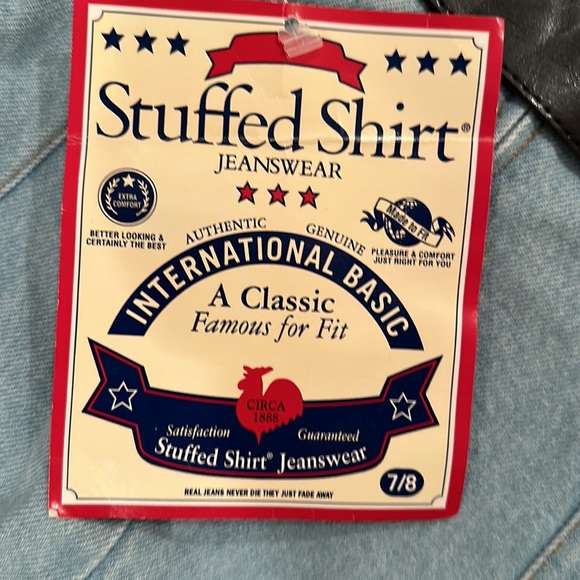 Stuffed Shirt®
JEANSWEAR
EXTRA
COMFORT
BETTER LOOKING &
CERTAINLY THE BEST
AUTHENTIC
GENUINE
Made to Fit
PLEASURE & COMFORT
JUST RIGHT FOR YOU
INTERNATIONAL BASIC
A Classic
Famous for Fit
CIRCA
1888
Satisfaction
Guaranteed
Stuffed Shirt® Jeanswear
7/8
REAL JEANS NEVER DIE THEY JUST FADE AWAY